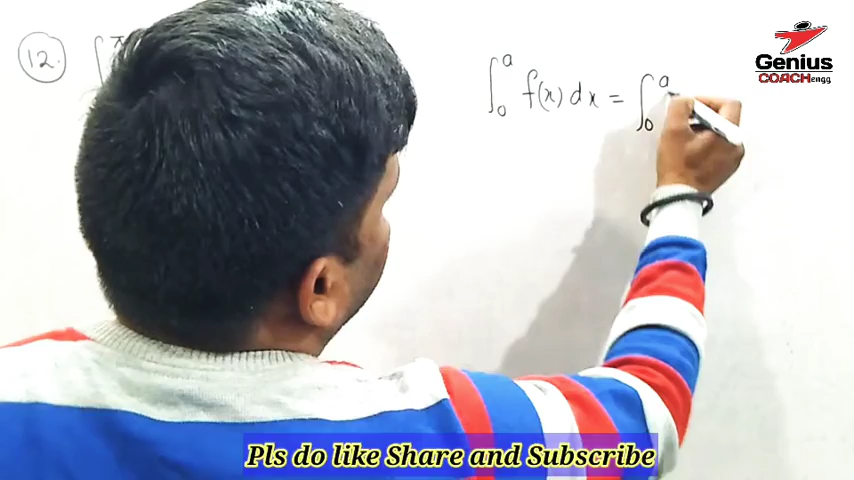 12.
∫₀ᵃ f(x) dx = ∫₀ᵃ
Genius
COACHengg
Pls do like Share and Subscribe